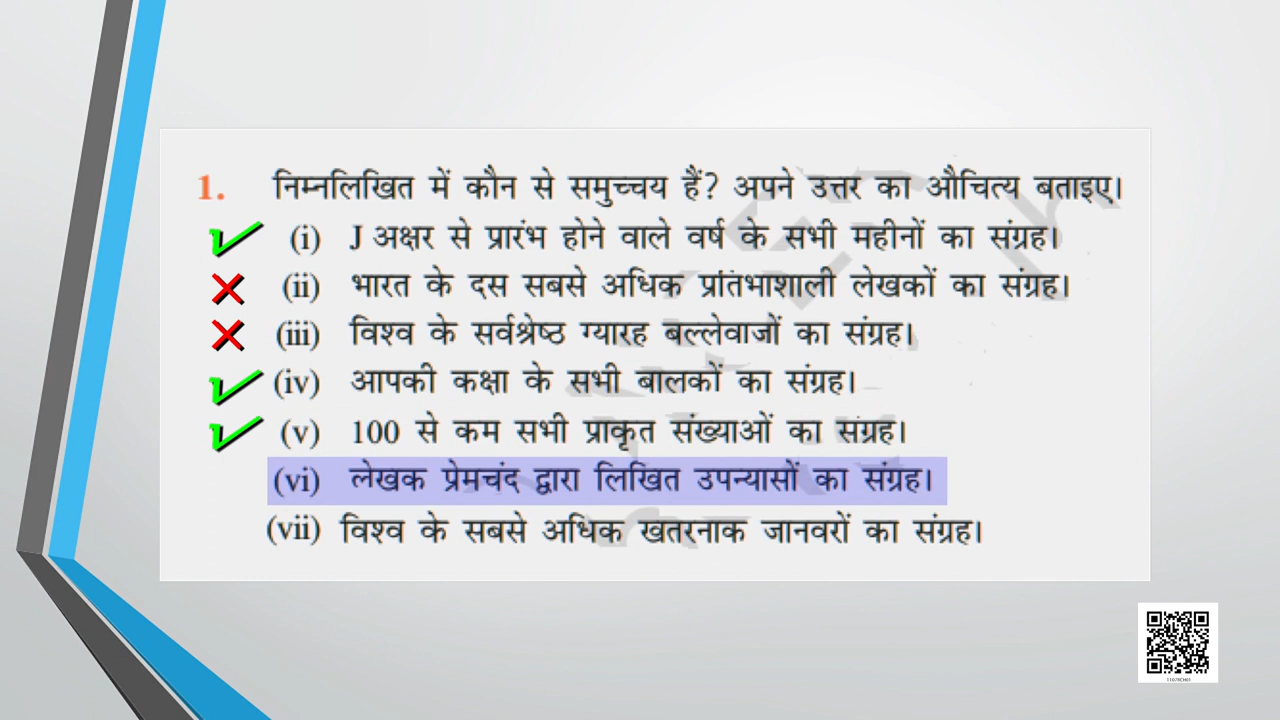 1. निम्नलिखित में कौन से समुच्चय हैं? अपने उत्तर का औचित्य बताइए।
(i) J अक्षर से प्रारंभ होने वाले वर्ष के सभी महीनों का संग्रह।
(ii) भारत के दस सबसे अधिक प्रतिभाशाली लेखकों का संग्रह।
(iii) विश्व के सर्वश्रेष्ठ ग्यारह बल्लेवाजों का संग्रह।
(iv) आपकी कक्षा के सभी बालकों का संग्रह।
(v) 100 से कम सभी प्राकृत संख्याओं का संग्रह।
(vi) लेखक प्रेमचंद द्वारा लिखित उपन्यासों का संग्रह।
(vii) विश्व के सबसे अधिक खतरनाक जानवरों का संग्रह।
11076CH01